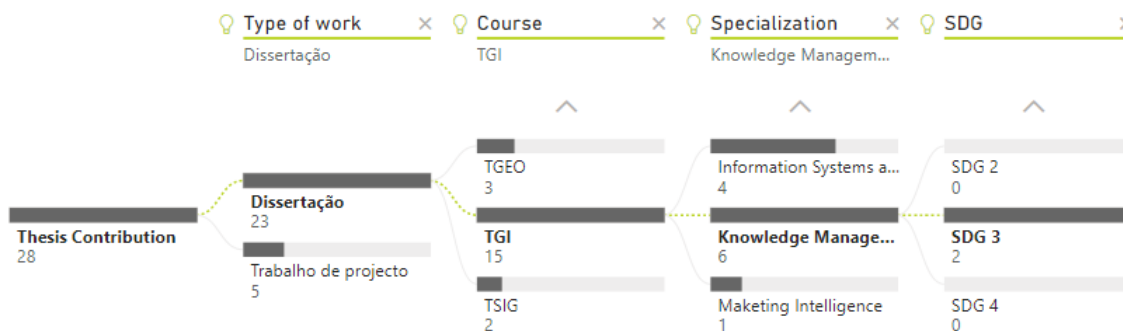 Type of work
Dissertação
Course
TGI
Specialization
Knowledge Managem...
SDG
Thesis Contribution
28
Dissertação
23
Trabalho de projecto
5
TGEO
3
TGI
15
TSIG
2
Information Systems a...
4
Knowledge Manage...
6
Maketing Intelligence
1
SDG 2
0
SDG 3
2
SDG 4
0